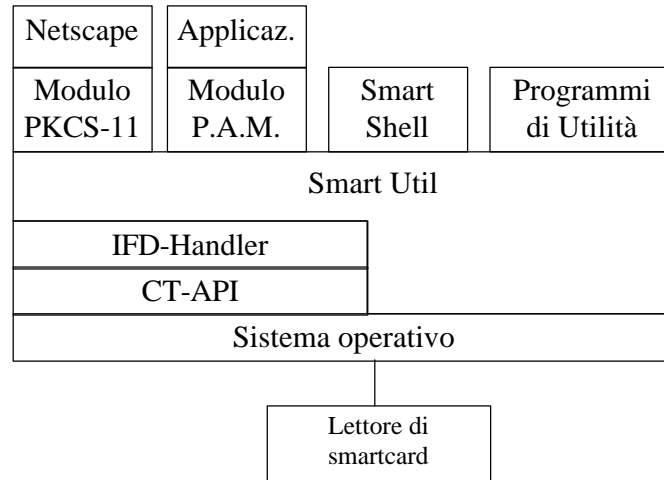 Netscape
Applicaz.
Modulo
PKCS-11
Modulo
P.A.M.
Smart
Shell
Programmi
di Utilità
Smart Util
IFD-Handler
CT-API
Sistema operativo
Lettore di
smartcard